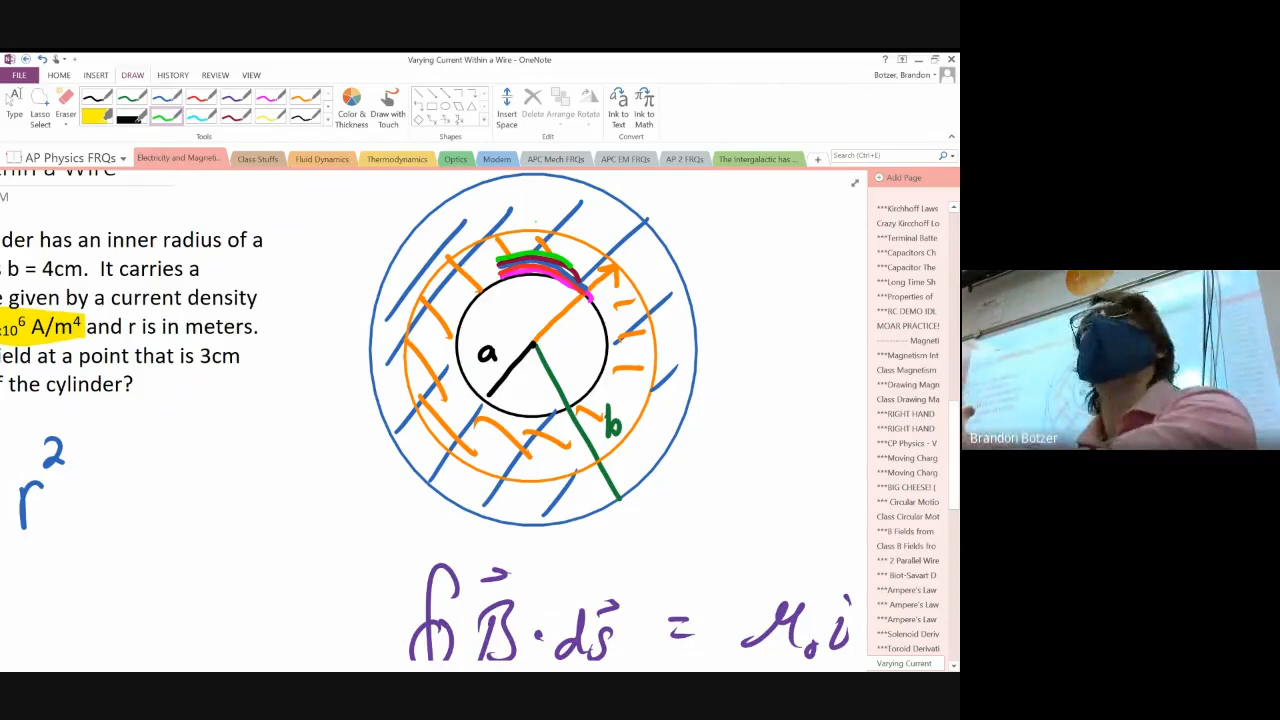 Varying Current Within a Wire - OneNote
Botzer, Brandon
FILE HOME INSERT DRAW HISTORY REVIEW VIEW
Type Lasso Select Eraser Color & Thickness Draw with Touch Insert Space Delete Arrange Rotate Ink to Text Ink to Math
Tools Shapes Edit Convert
AP Physics FRQs Electricity and Magneti... Class Stuffs Fluid Dynamics Thermodynamics Optics Modern APC Mech FRQs APC EM FRQs AP 2 FRQs The Intergalactic has ... Search (Ctrl+E)
Add Page
thin a Wire
M
der has an inner radius of a
s b = 4cm. It carries a
e given by a current density
x10⁶ A/m⁴ and r is in meters.
ield at a point that is 3cm
f the cylinder?
r²
a
b
∮ B⃗ · ds⃗ = μ₀ i
***Kirchhoff Laws
Crazy Kircchoff Lo
***Terminal Batte
***Capacitors Ch
***Capacitor The
***Long Time Sh
***Properties of
***RC DEMO IDL
MOAR PRACTICE!
---------- Magneti
***Magnetism Int
Class Magnetism
***Drawing Magn
Class Drawing Ma
***RIGHT HAND
***RIGHT HAND
***CP Physics - V
***Moving Charg
***Moving Charg
***BIG CHEESE! (
*** Circular Motio
Class Circular Mot
***B Fields from
Class B Fields fro
*** 2 Parallel Wire
*** Biot-Savart D
***Ampere's Law
*** Ampere's Law
***Ampere's Law
***Solenoid Deriv
***Toroid Derivati
Varying Current
Brandon Botzer